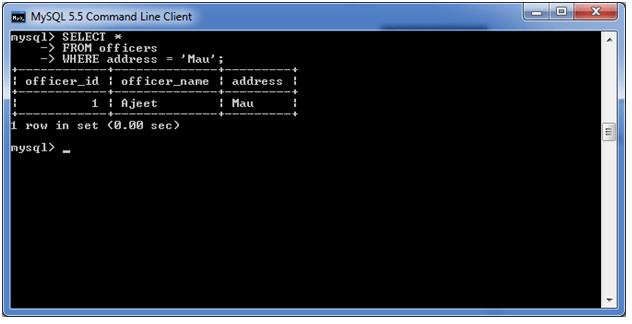 MySQL 5.5 Command Line Client
mysql> SELECT *
    -> FROM officers
    -> WHERE address = 'Mau';
+------------+--------------+---------+
| officer_id | officer_name | address |
+------------+--------------+---------+
|          1 | Ajeet        | Mau     |
+------------+--------------+---------+
1 row in set (0.00 sec)
mysql> _